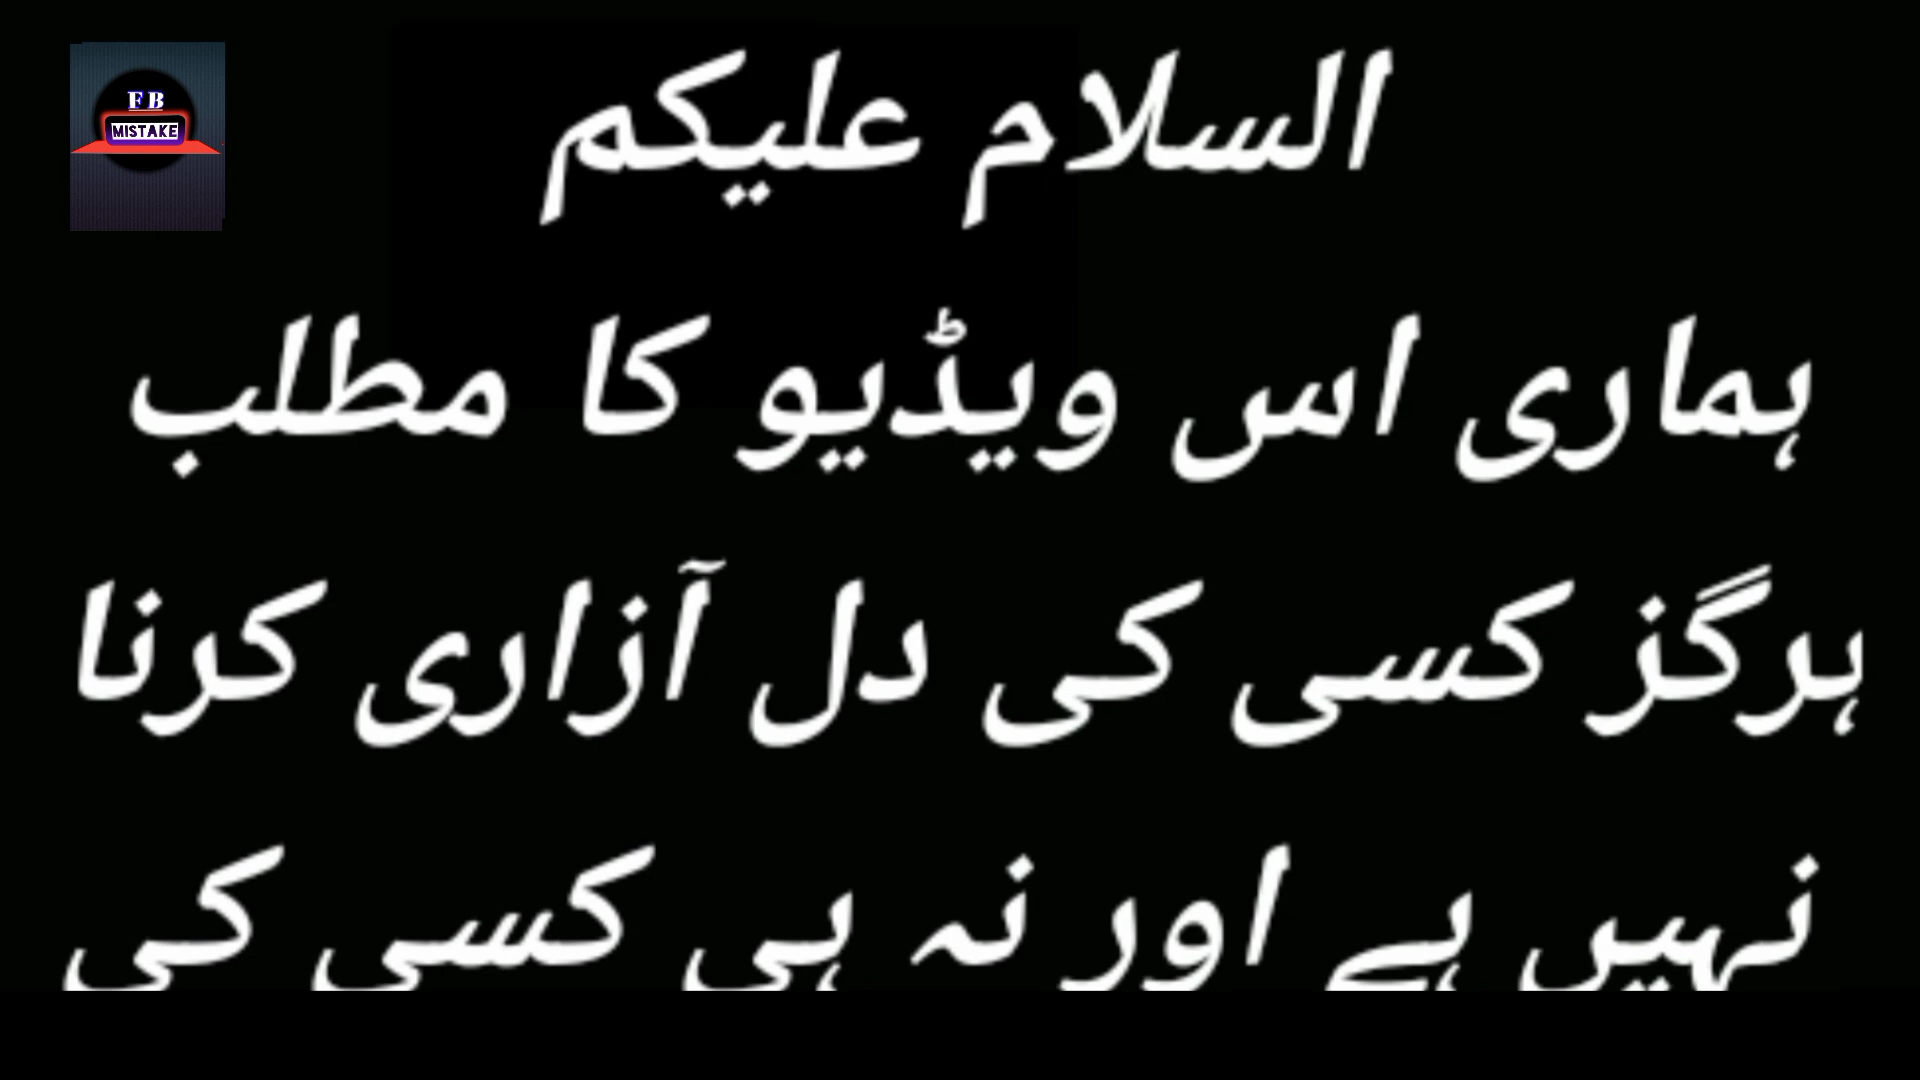 FB
MISTAKE
السلام علیکم
ہماری اس ویڈیو کا مطلب
ہرگز کسی کی دل آزاری کرنا
نہیں ہے اور نہ ہی کسی کی